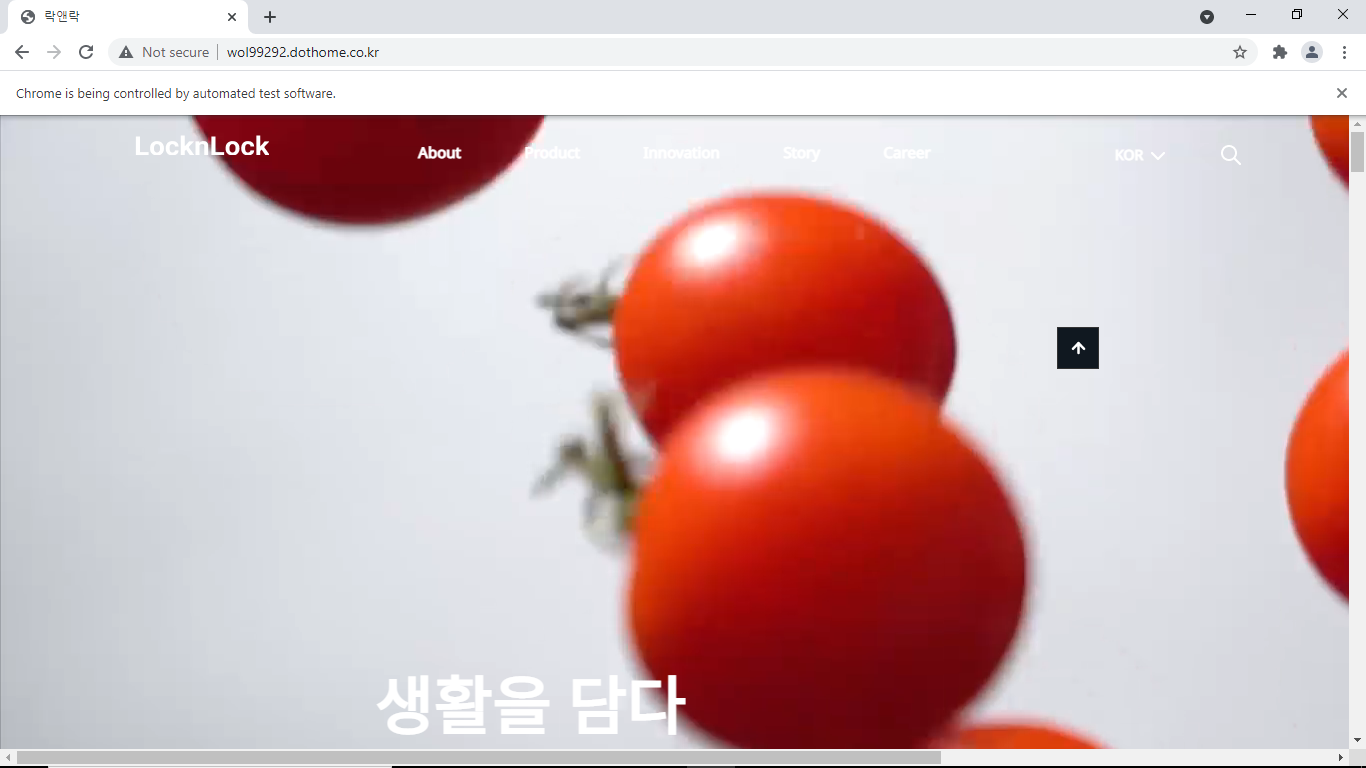 락앤락
Not secure
wol99292.dothome.co.kr
Chrome is being controlled by automated test software.
LocknLock
About
Product
Innovation
Story
Career
KOR
생활을 담다